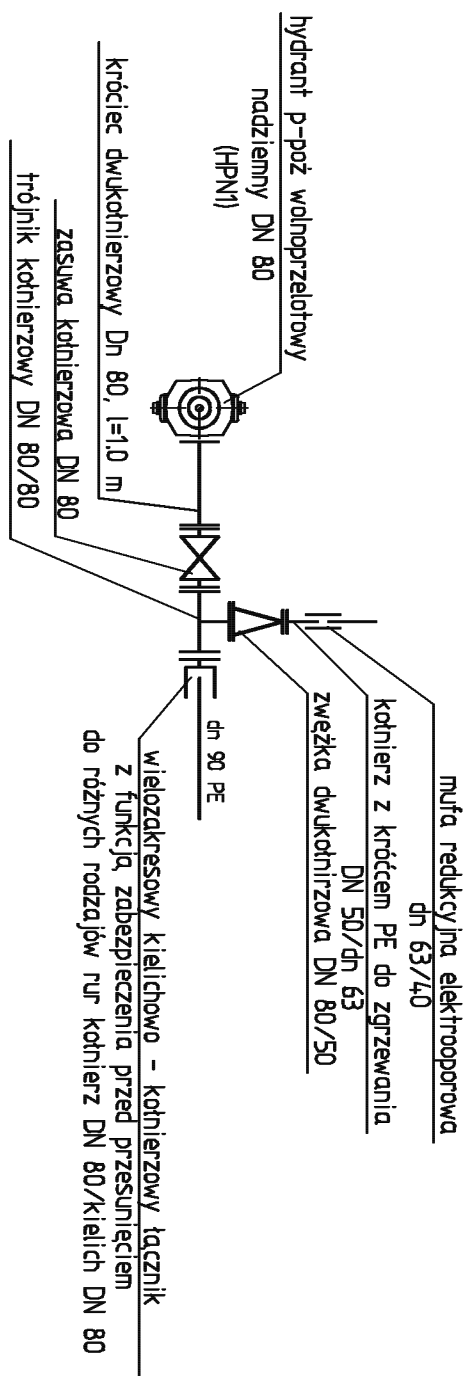 hydrant p-poż wolnoprzelotowy
nadziemny DN 80
(HPN1)
króciec dwukołnierzowy Dn 80, l=1,0 m
zasuwa kołnierzowa DN 80
trójnik kołnierzowy DN 80/80
mufa redukcyjna elektrooporowa
dn 63/40
kołnierz z króćcem PE do zgrzewania
DN 50/dn 63
zwężka dwukołnirzowa DN 80/50
dn 90 PE
wielozakresowy kielichowo - kołnierzowy łącznik
z funkcją zabezpieczenia przed przesunięciem
do różnych rodzajów rur kołnierz DN 80/kielich DN 80